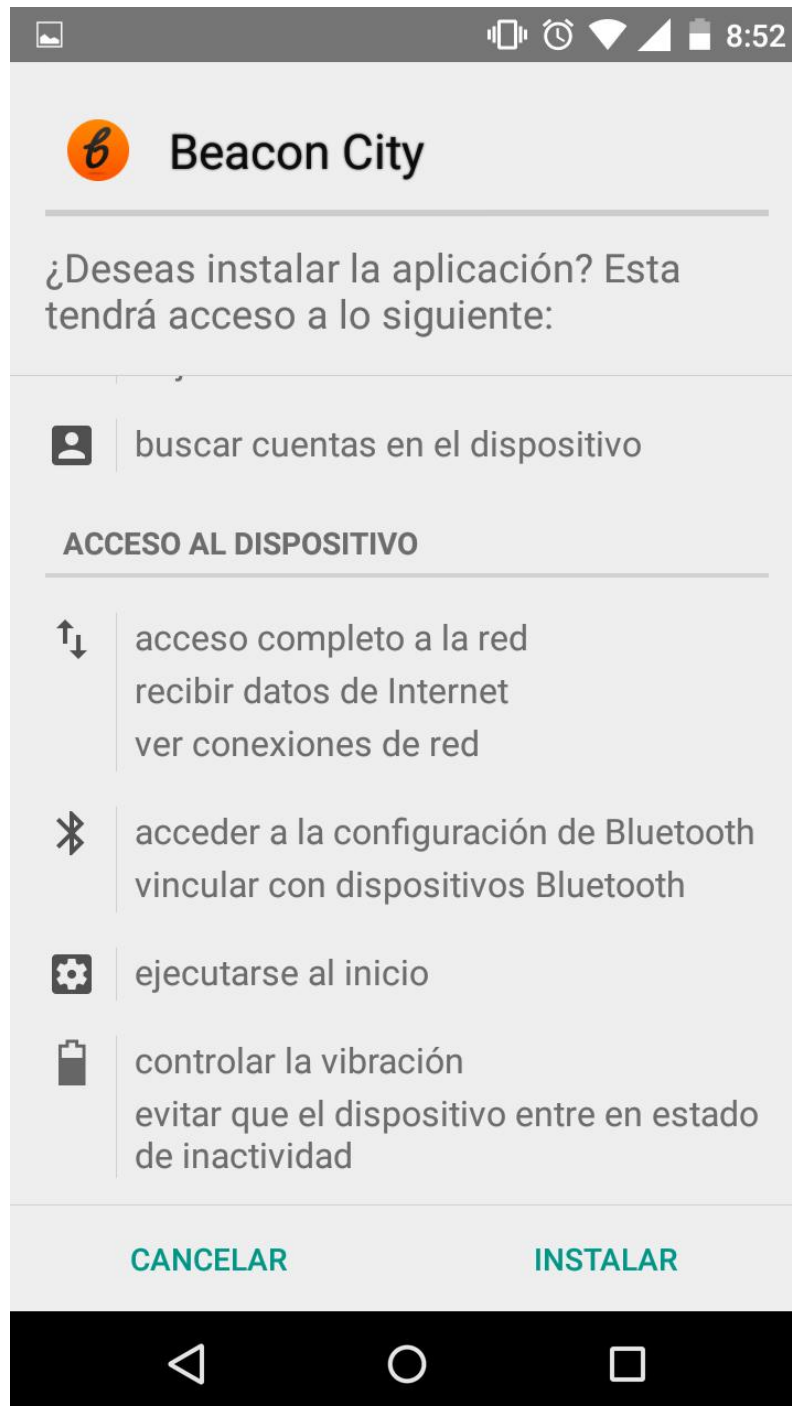 8:52
Beacon City
¿Deseas instalar la aplicación? Esta
tendrá acceso a lo siguiente:
buscar cuentas en el dispositivo
ACCESO AL DISPOSITIVO
acceso completo a la red
recibir datos de Internet
ver conexiones de red
acceder a la configuración de Bluetooth
vincular con dispositivos Bluetooth
ejecutarse al inicio
controlar la vibración
evitar que el dispositivo entre en estado
de inactividad
CANCELAR
INSTALAR